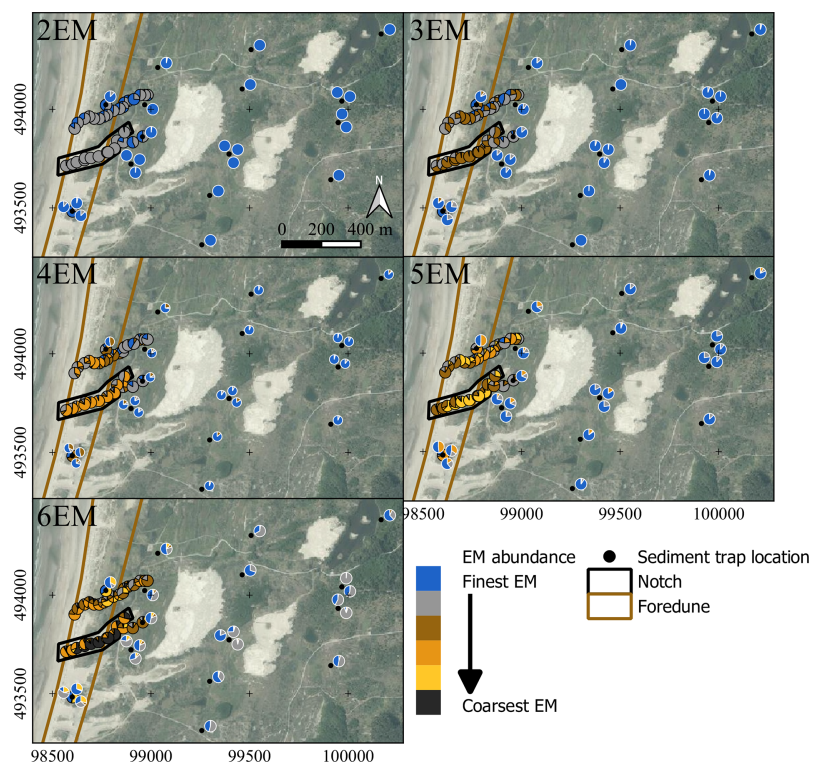 2EM
3EM
494000
493500
N
0 200 400 m
4EM
5EM
494000
493500
98500 99000 99500 100000
6EM
494000
493500
98500 99000 99500 100000
EM abundance
Finest EM
Coarsest EM
Sediment trap location
Notch
Foredune